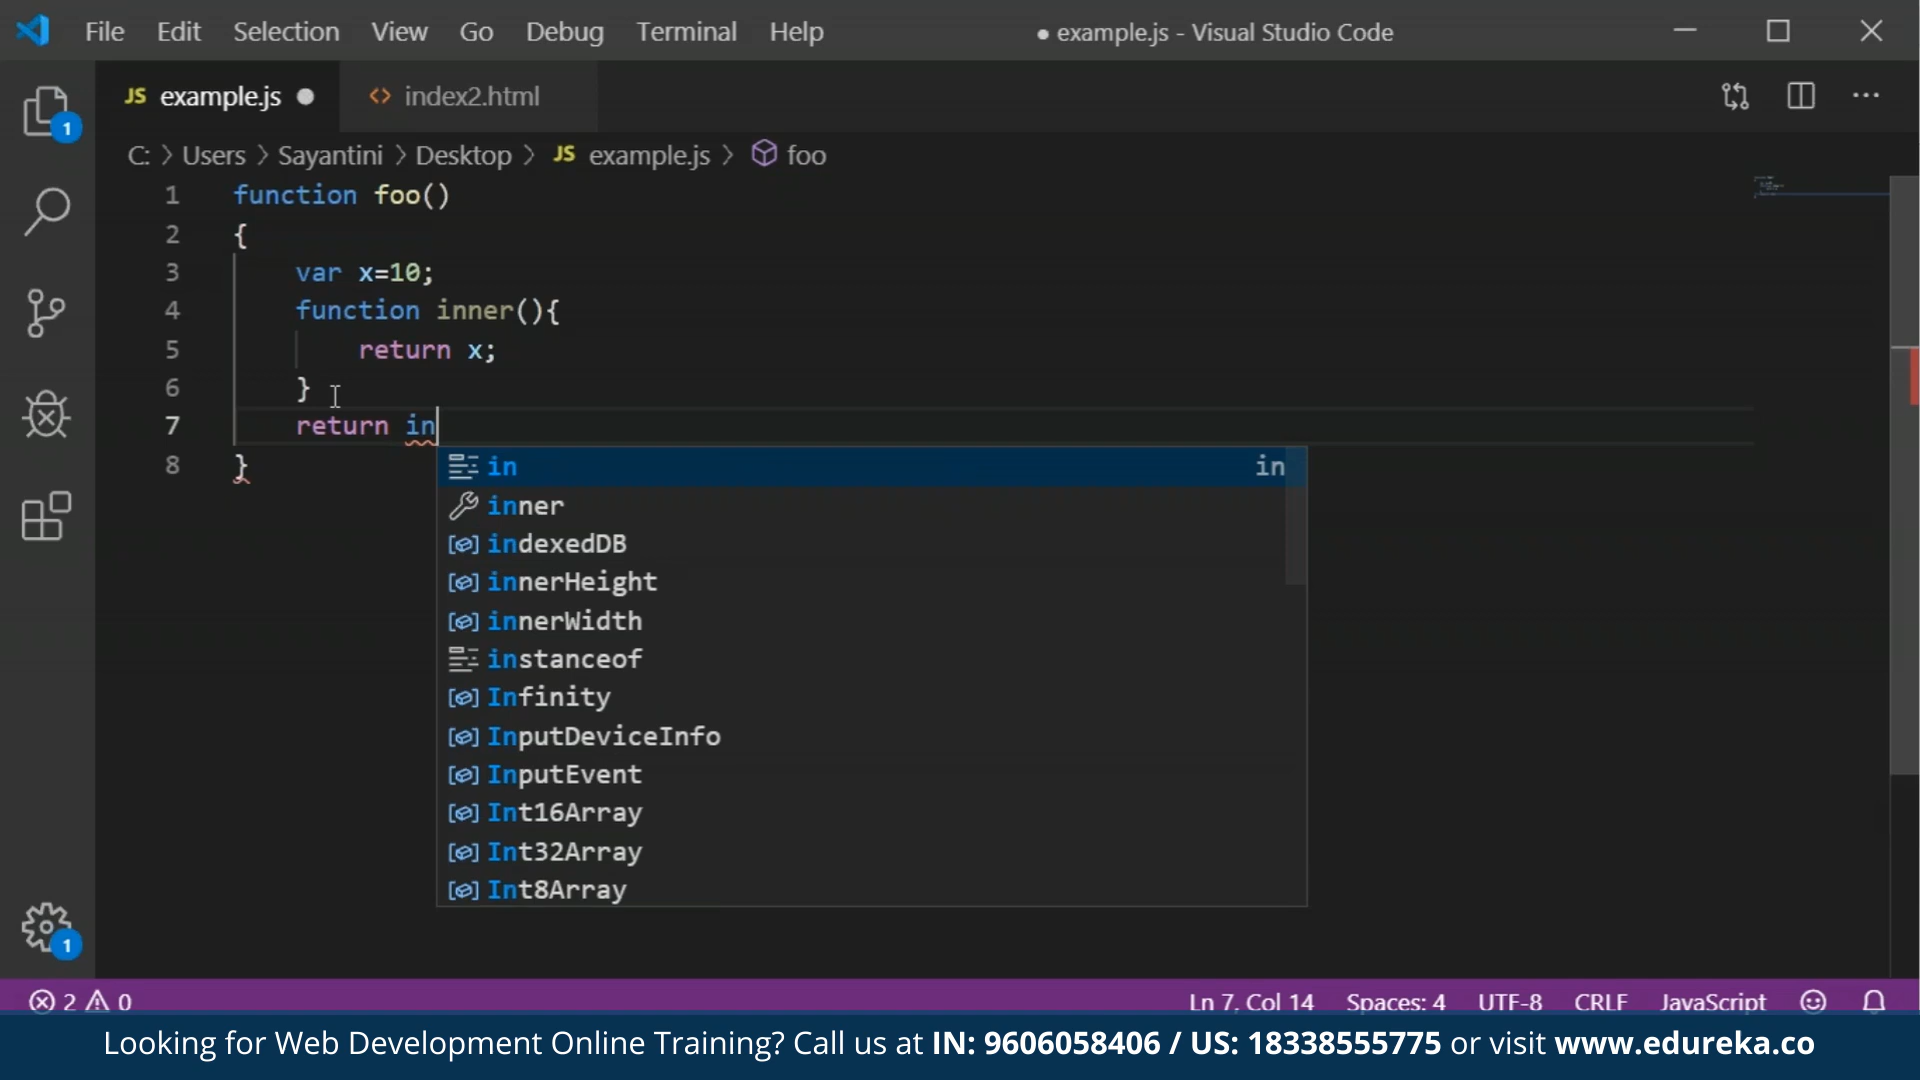 File Edit Selection View Go Debug Terminal Help ● example.js - Visual Studio Code
JS example.js ● <> index2.html
1
C: > Users > Sayantini > Desktop > JS example.js > foo
1 function foo()
2 {
3 var x=10;
4 function inner(){
5 return x;
6 }
7 return in
8 }
in in
inner
indexedDB
innerHeight
innerWidth
instanceof
Infinity
InputDeviceInfo
InputEvent
Int16Array
Int32Array
Int8Array
1
2 0 Ln 7, Col 14 Spaces: 4 UTF-8 CRLF JavaScript
Looking for Web Development Online Training? Call us at IN: 9606058406 / US: 18338555775 or visit www.edureka.co